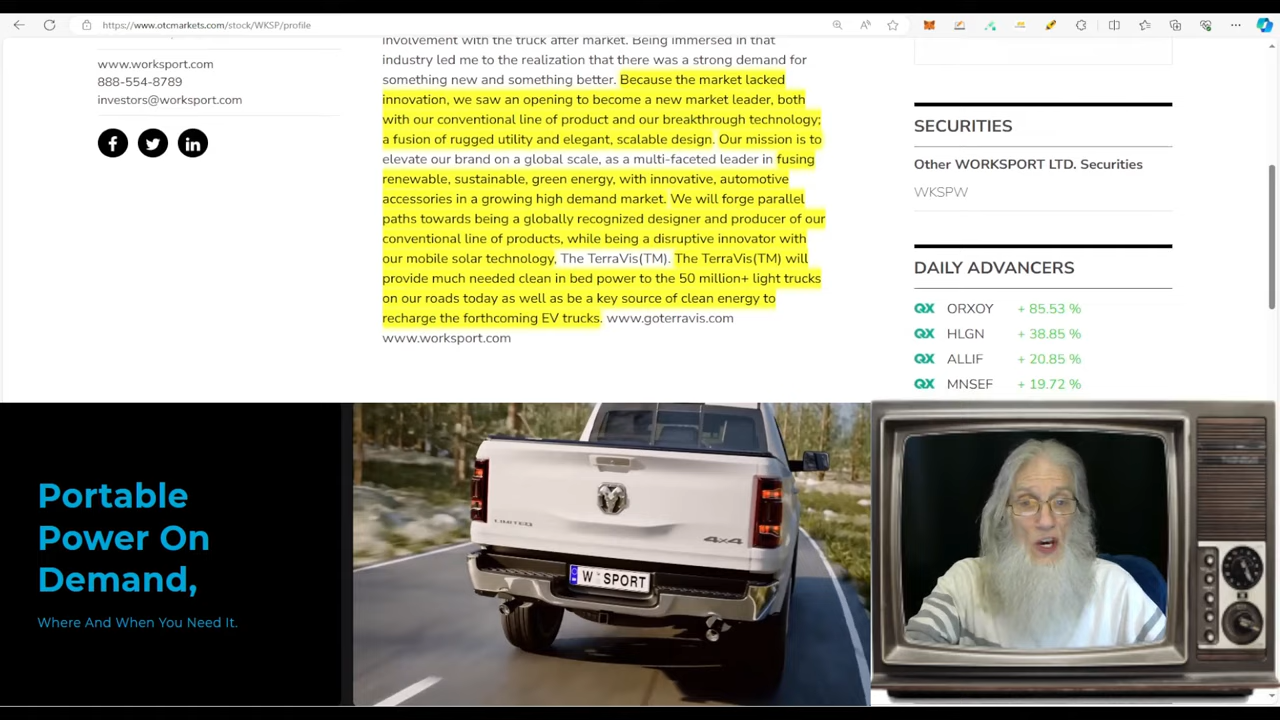 https://www.otcmarkets.com/stock/WKSP/profile
www.worksport.com
888-554-8789
investors@worksport.com
involvement with the truck after market. Being immersed in that
industry led me to the realization that there was a strong demand for
something new and something better. Because the market lacked
innovation, we saw an opening to become a new market leader, both
with our conventional line of product and our breakthrough technology;
a fusion of rugged utility and elegant, scalable design. Our mission is to
elevate our brand on a global scale, as a multi-faceted leader in fusing
renewable, sustainable, green energy, with innovative, automotive
accessories in a growing high demand market. We will forge parallel
paths towards being a globally recognized designer and producer of our
conventional line of products, while being a disruptive innovator with
our mobile solar technology, The TerraVis(TM). The TerraVis(TM) will
provide much needed clean in bed power to the 50 million+ light trucks
on our roads today as well as be a key source of clean energy to
recharge the forthcoming EV trucks. www.goterravis.com
www.worksport.com
SECURITIES
Other WORKSPORT LTD. Securities
WKSPW
DAILY ADVANCERS
QX ORXOY + 85.53 %
QX HLGN + 38.85 %
QX ALLIF + 20.85 %
QX MNSEF + 19.72 %
Portable
Power On
Demand,
Where And When You Need It.
LIMITED
4x4
W SPORT